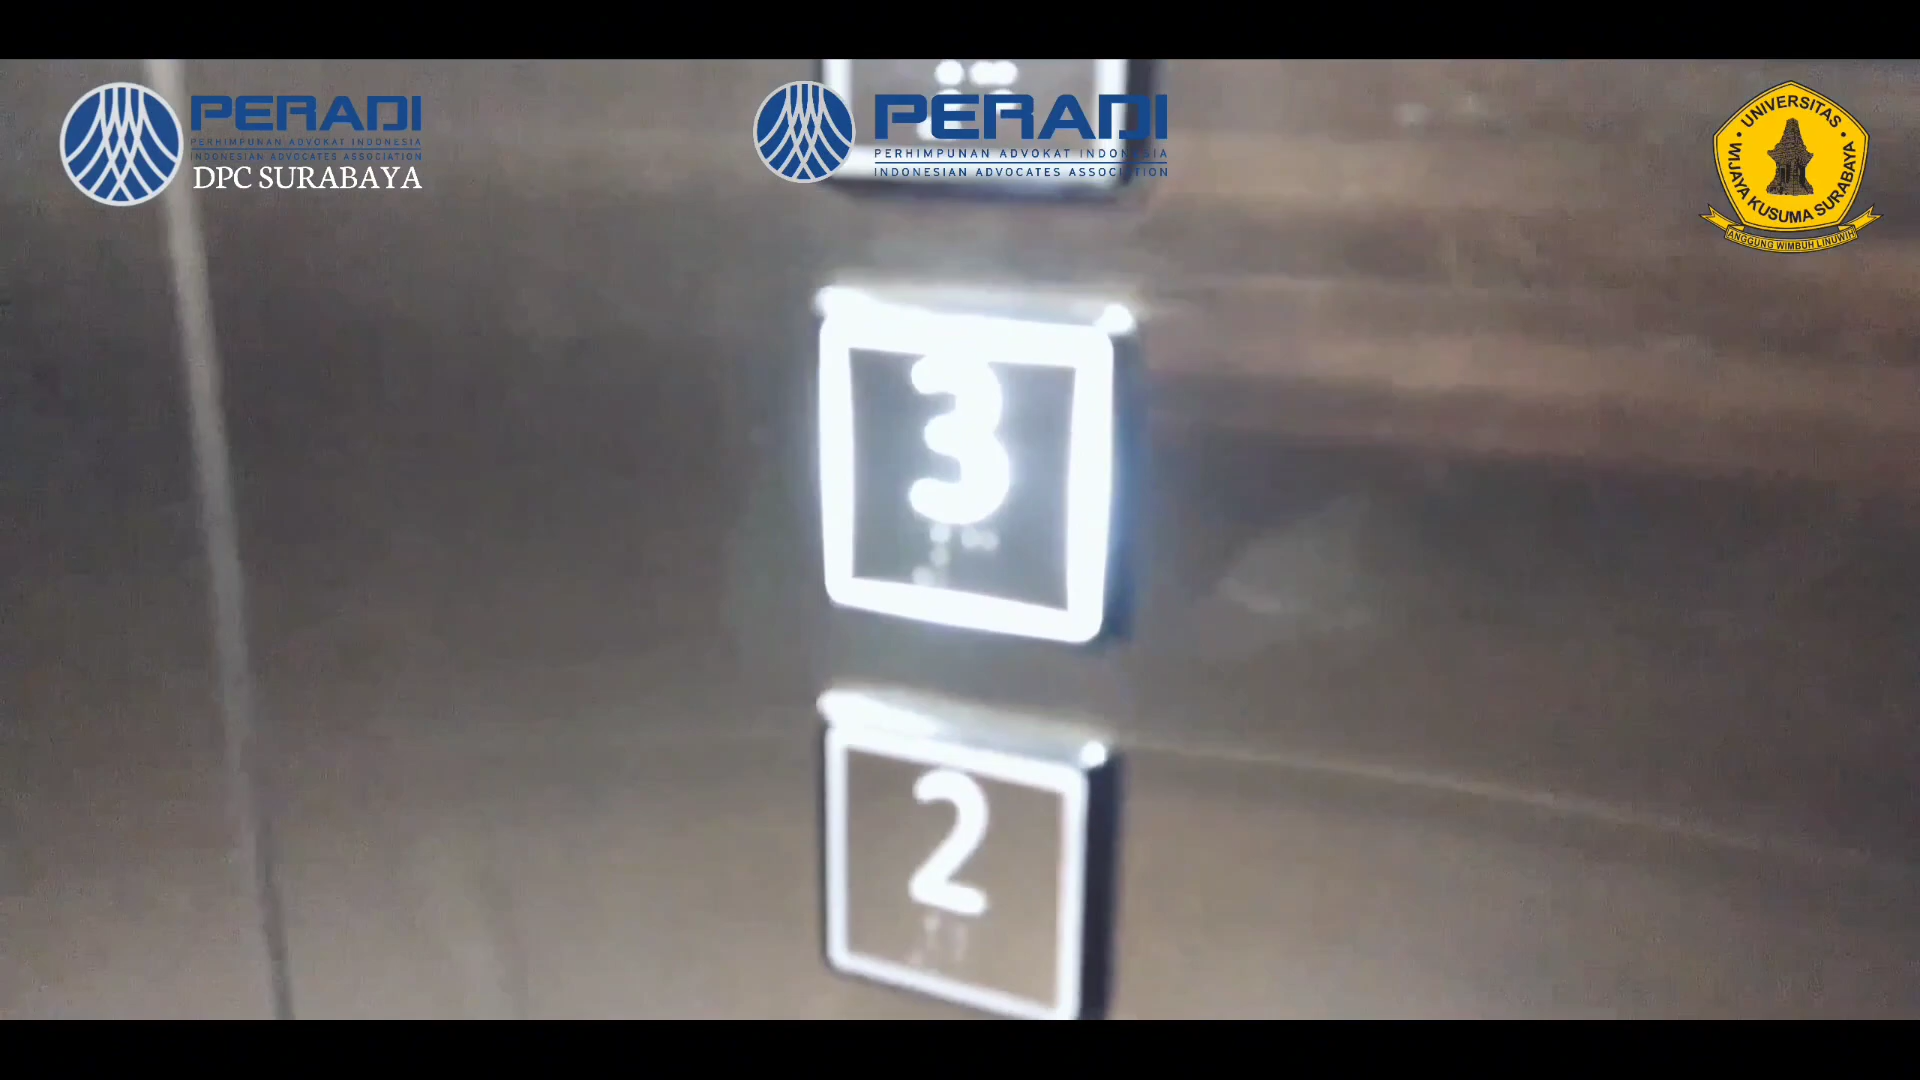 PERADI
PERHIMPUNAN ADVOKAT INDONESIA
INDONESIAN ADVOCATES ASSOCIATION
DPC SURABAYA
PERADI
PERHIMPUNAN ADVOKAT INDONESIA
INDONESIAN ADVOCATES ASSOCIATION
UNIVERSITAS
WIJAYA KUSUMA SURABAYA
ANGGUNG WIMBUH LINUWIH
3
2